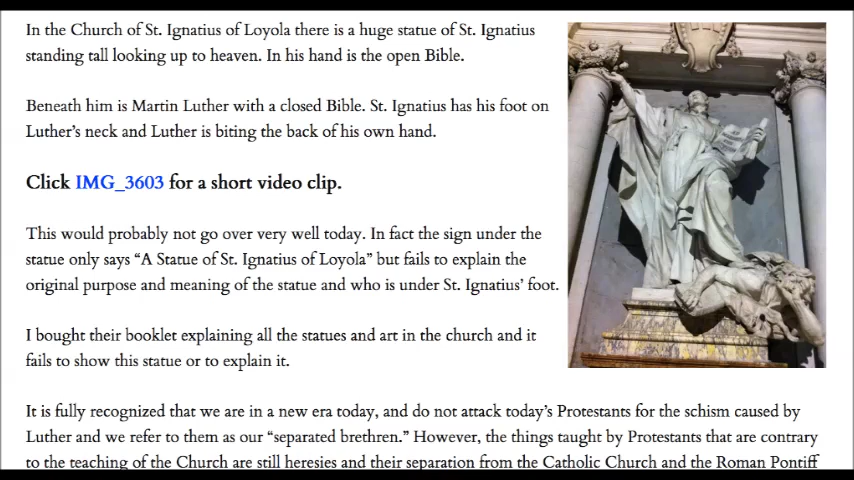 In the Church of St. Ignatius of Loyola there is a huge statue of St. Ignatius
standing tall looking up to heaven. In his hand is the open Bible.
Beneath him is Martin Luther with a closed Bible. St. Ignatius has his foot on
Luther's neck and Luther is biting the back of his own hand.
Click IMG_3603 for a short video clip.
This would probably not go over very well today. In fact the sign under the
statue only says “A Statue of St. Ignatius of Loyola” but fails to explain the
original purpose and meaning of the statue and who is under St. Ignatius' foot.
I bought their booklet explaining all the statues and art in the church and it
fails to show this statue or to explain it.
It is fully recognized that we are in a new era today, and do not attack today's Protestants for the schism caused by
Luther and we refer to them as our “separated brethren.” However, the things taught by Protestants that are contrary
to the teaching of the Church are still heresies and their separation from the Catholic Church and the Roman Pontiff